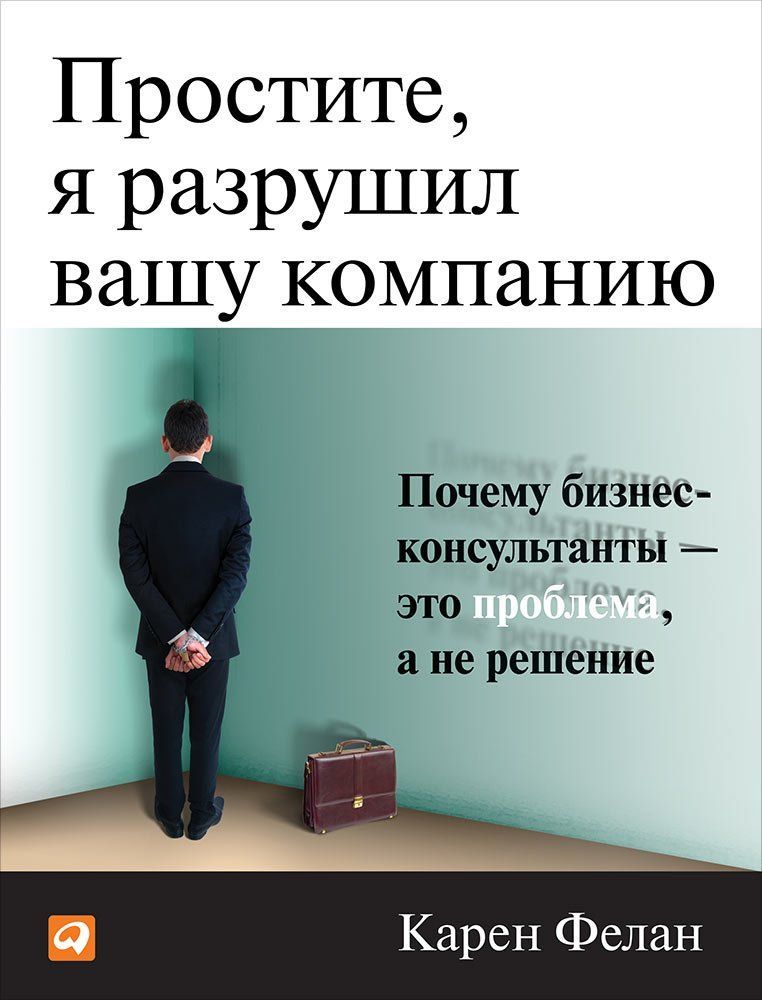 Простите,
я разрушил
вашу компанию
Почему бизнес-
консультанты —
это проблема,
а не решение
Карен Фелан